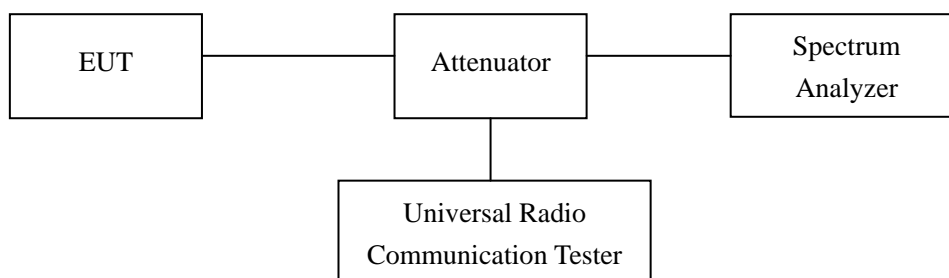 EUT
Attenuator
Spectrum
Analyzer
Universal Radio
Communication Tester